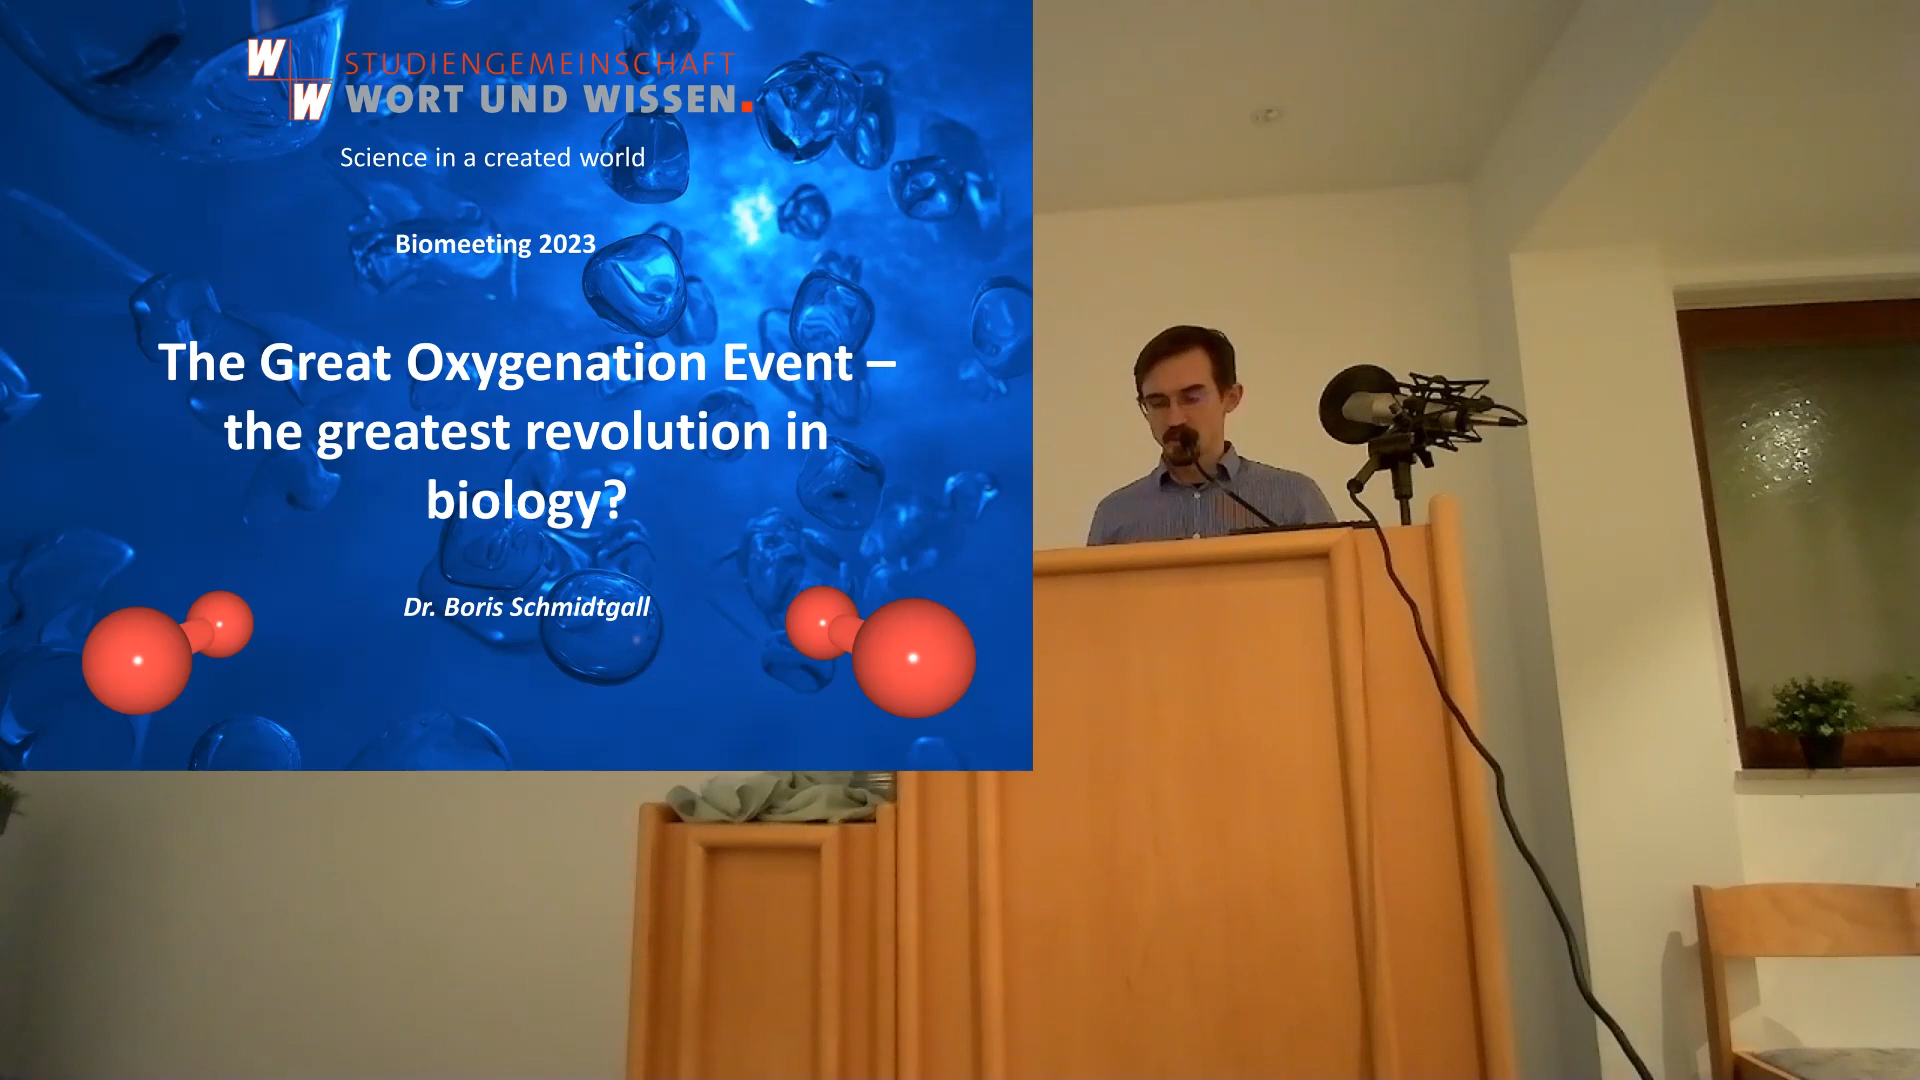 W
W
STUDIENGEMEINSCHAFT
WORT UND WISSEN.
Science in a created world
Biomeeting 2023
The Great Oxygenation Event –
the greatest revolution in
biology?
Dr. Boris Schmidtgall